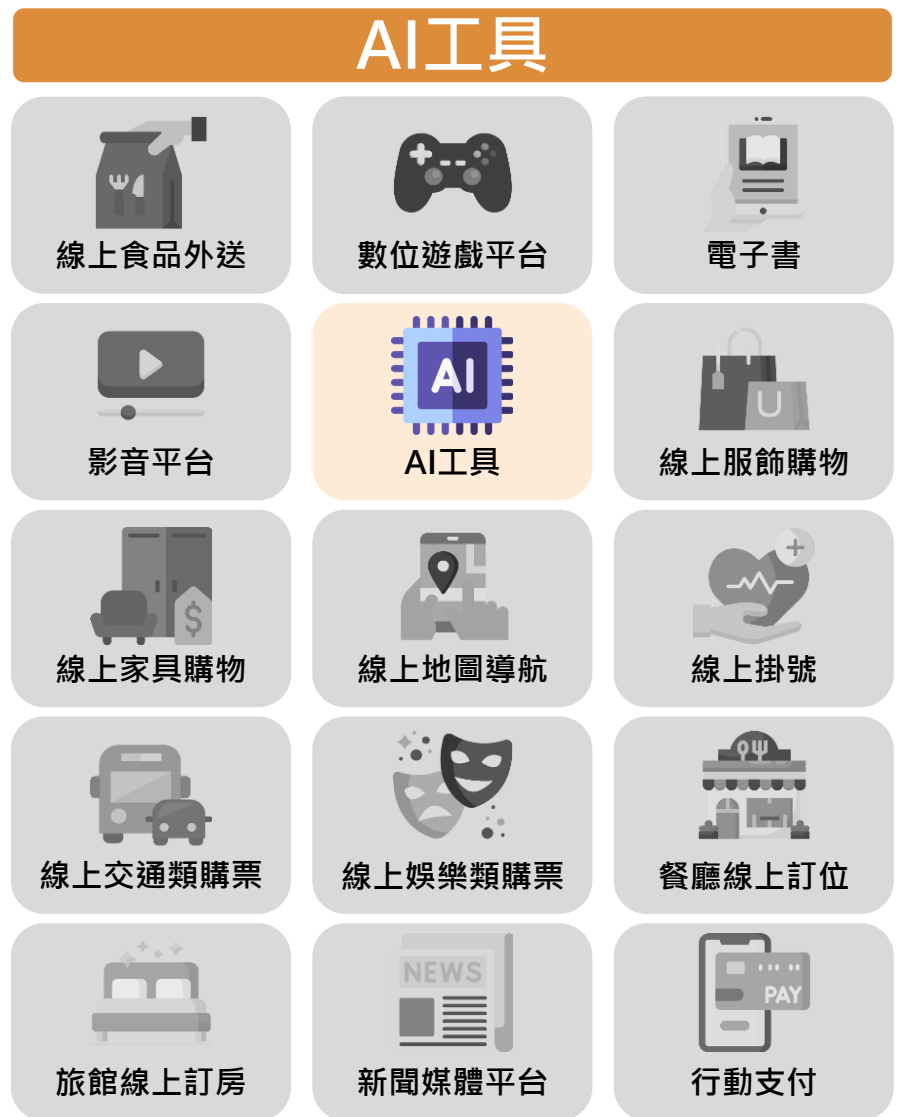 AI工具
線上食品外送
數位遊戲平台
電子書
影音平台
AI
AI工具
線上服飾購物
線上家具購物
$
線上地圖導航
線上掛號
線上交通類購票
線上娛樂類購票
餐廳線上訂位
旅館線上訂房
NEWS
新聞媒體平台
PAY
行動支付